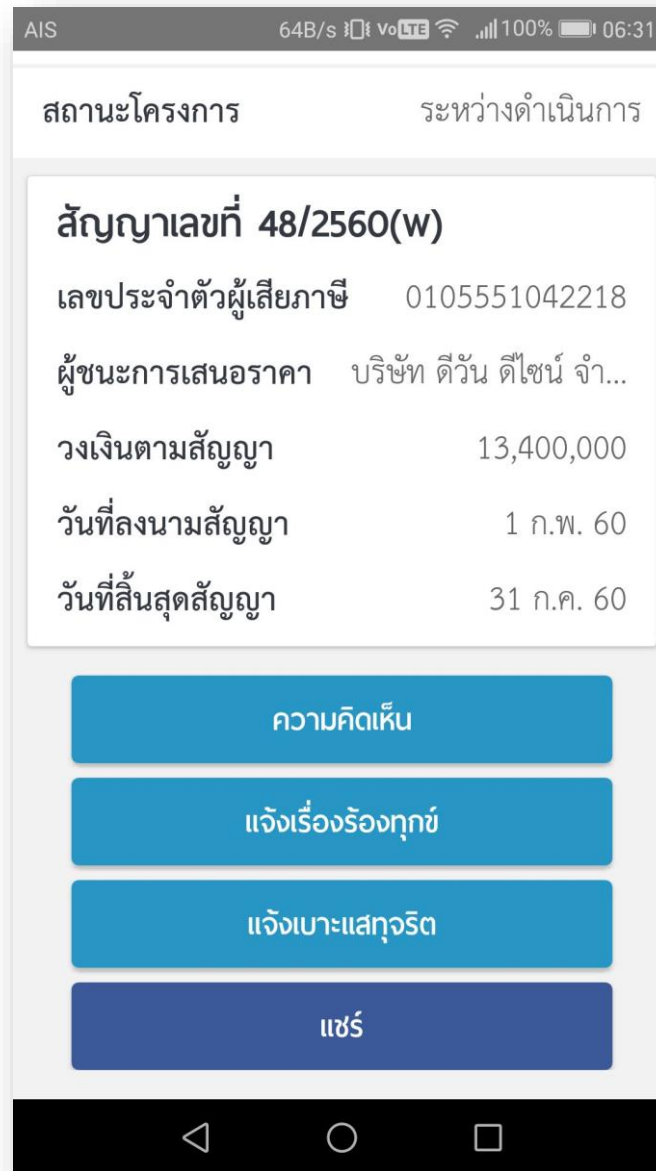 AIS 64B/s VoLTE 100% 06:31
สถานะโครงการ ระหว่างดำเนินการ
สัญญาเลขที่ 48/2560(พ)
เลขประจำตัวผู้เสียภาษี 0105551042218
ผู้ชนะการเสนอราคา บริษัท ดีวัน ดีไซน์ จำ...
วงเงินตามสัญญา 13,400,000
วันที่ลงนามสัญญา 1 ก.พ. 60
วันที่สิ้นสุดสัญญา 31 ก.ค. 60
ความคิดเห็น
แจ้งเรื่องร้องทุกข์
แจ้งเบาะแสทุจริต
แชร์